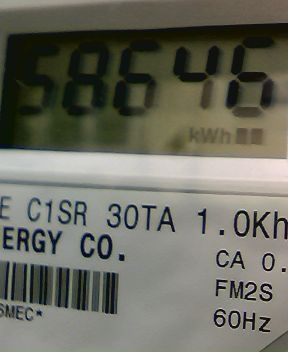 58646
kWh
E C1SR 30TA 1.0Kh
ERGY CO.
CA 0.
FM2S
SMEC*
60Hz